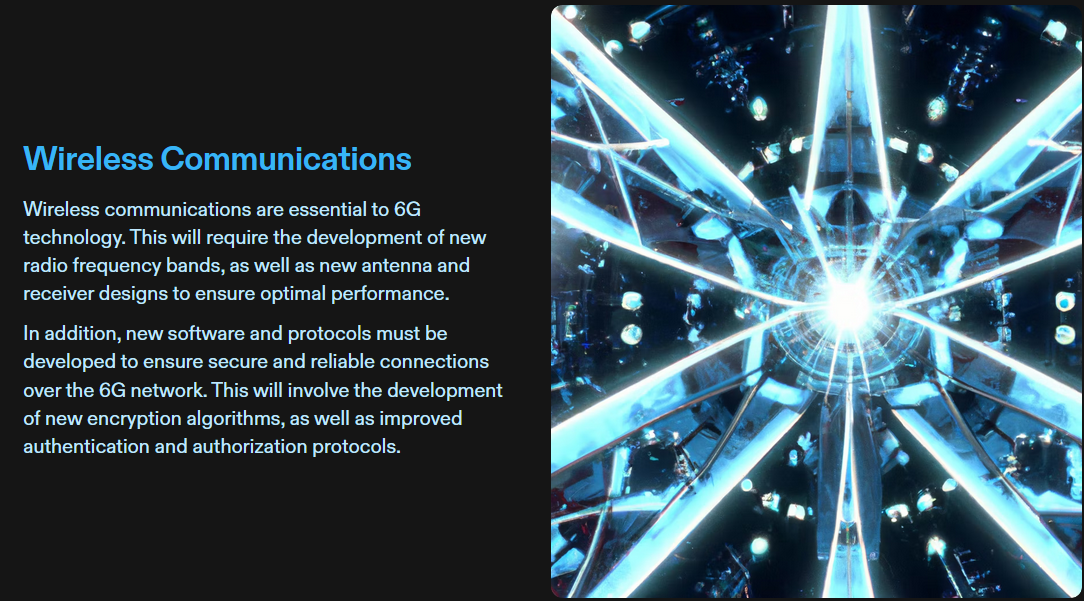 Wireless Communications
Wireless communications are essential to 6G
technology. This will require the development of new
radio frequency bands, as well as new antenna and
receiver designs to ensure optimal performance.
In addition, new software and protocols must be
developed to ensure secure and reliable connections
over the 6G network. This will involve the development
of new encryption algorithms, as well as improved
authentication and authorization protocols.